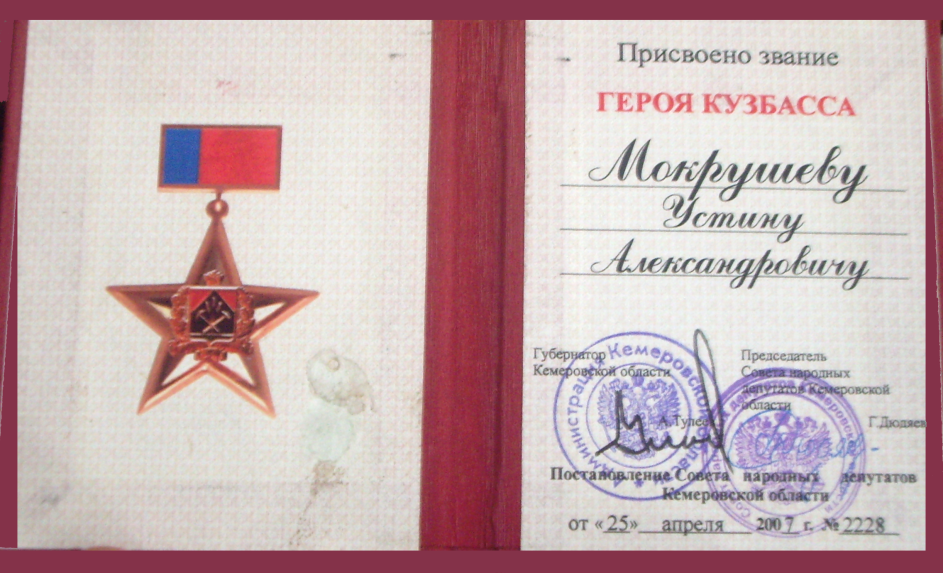 Присвоено звание
ГЕРОЯ КУЗБАССА
Мокрушеву
Устину
Александровичу
Губернатор
Кемеровской области
А.Тулеев
Председатель
Совета народных
депутатов Кемеровской
области
Г.Дюдяев
Постановление Совета народных депутатов
Кемеровской области
от «25» апреля 2007 г. № 2228